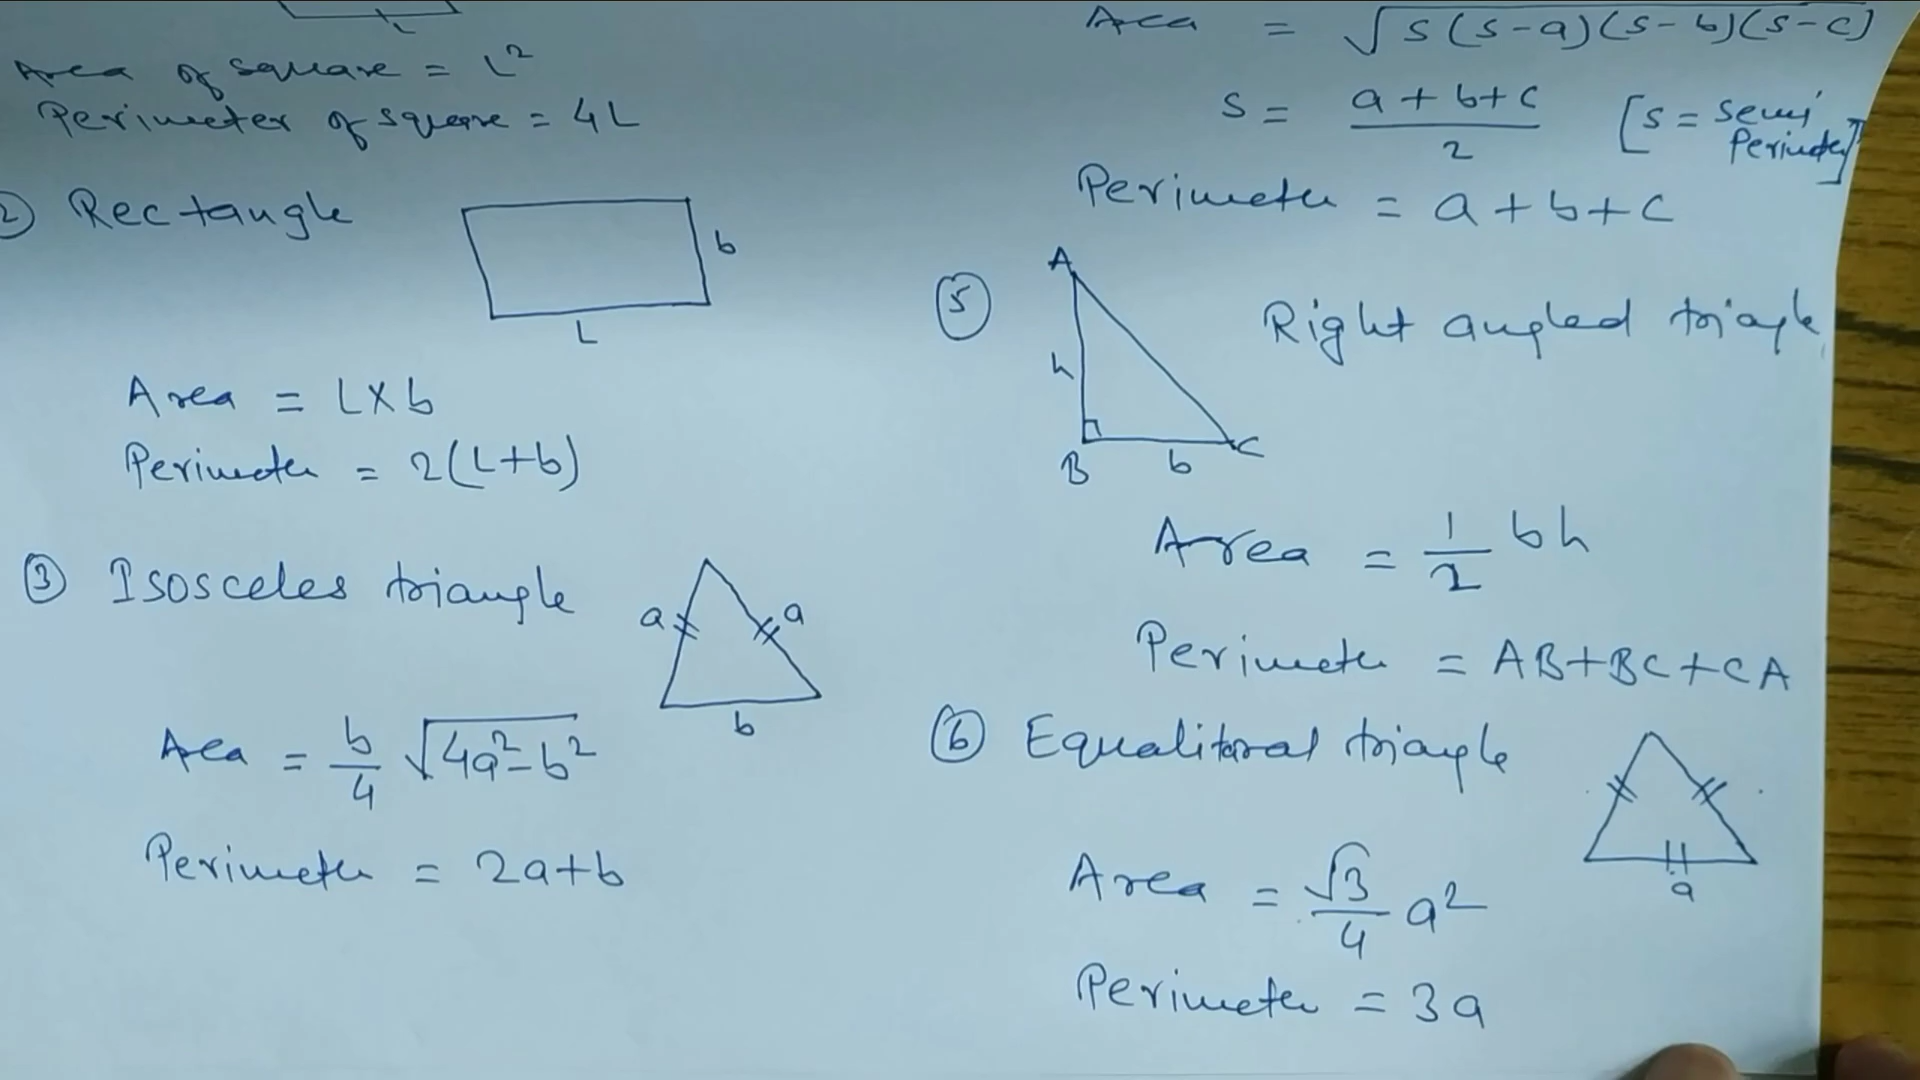 L
Area of square = L²
Perimeter of square = 4L
② Rectangle
b
L
Area = L×b
Perimeter = 2(L+b)
③ Isosceles triangle
a
a
b
Area = b/4 √(4a²-b²)
Perimeter = 2a+b
Area = √s(s-a)(s-b)(s-c)
s = a+b+c/2 [s = semi
Perimeter]
Perimeter = a+b+c
⑤
A
Right angled triangle
h
B
b
C
Area = 1/2 bh
Perimeter = AB+BC+CA
⑥ Equalitoral triangle
a
Area = √3/4 a²
Perimeter = 3a